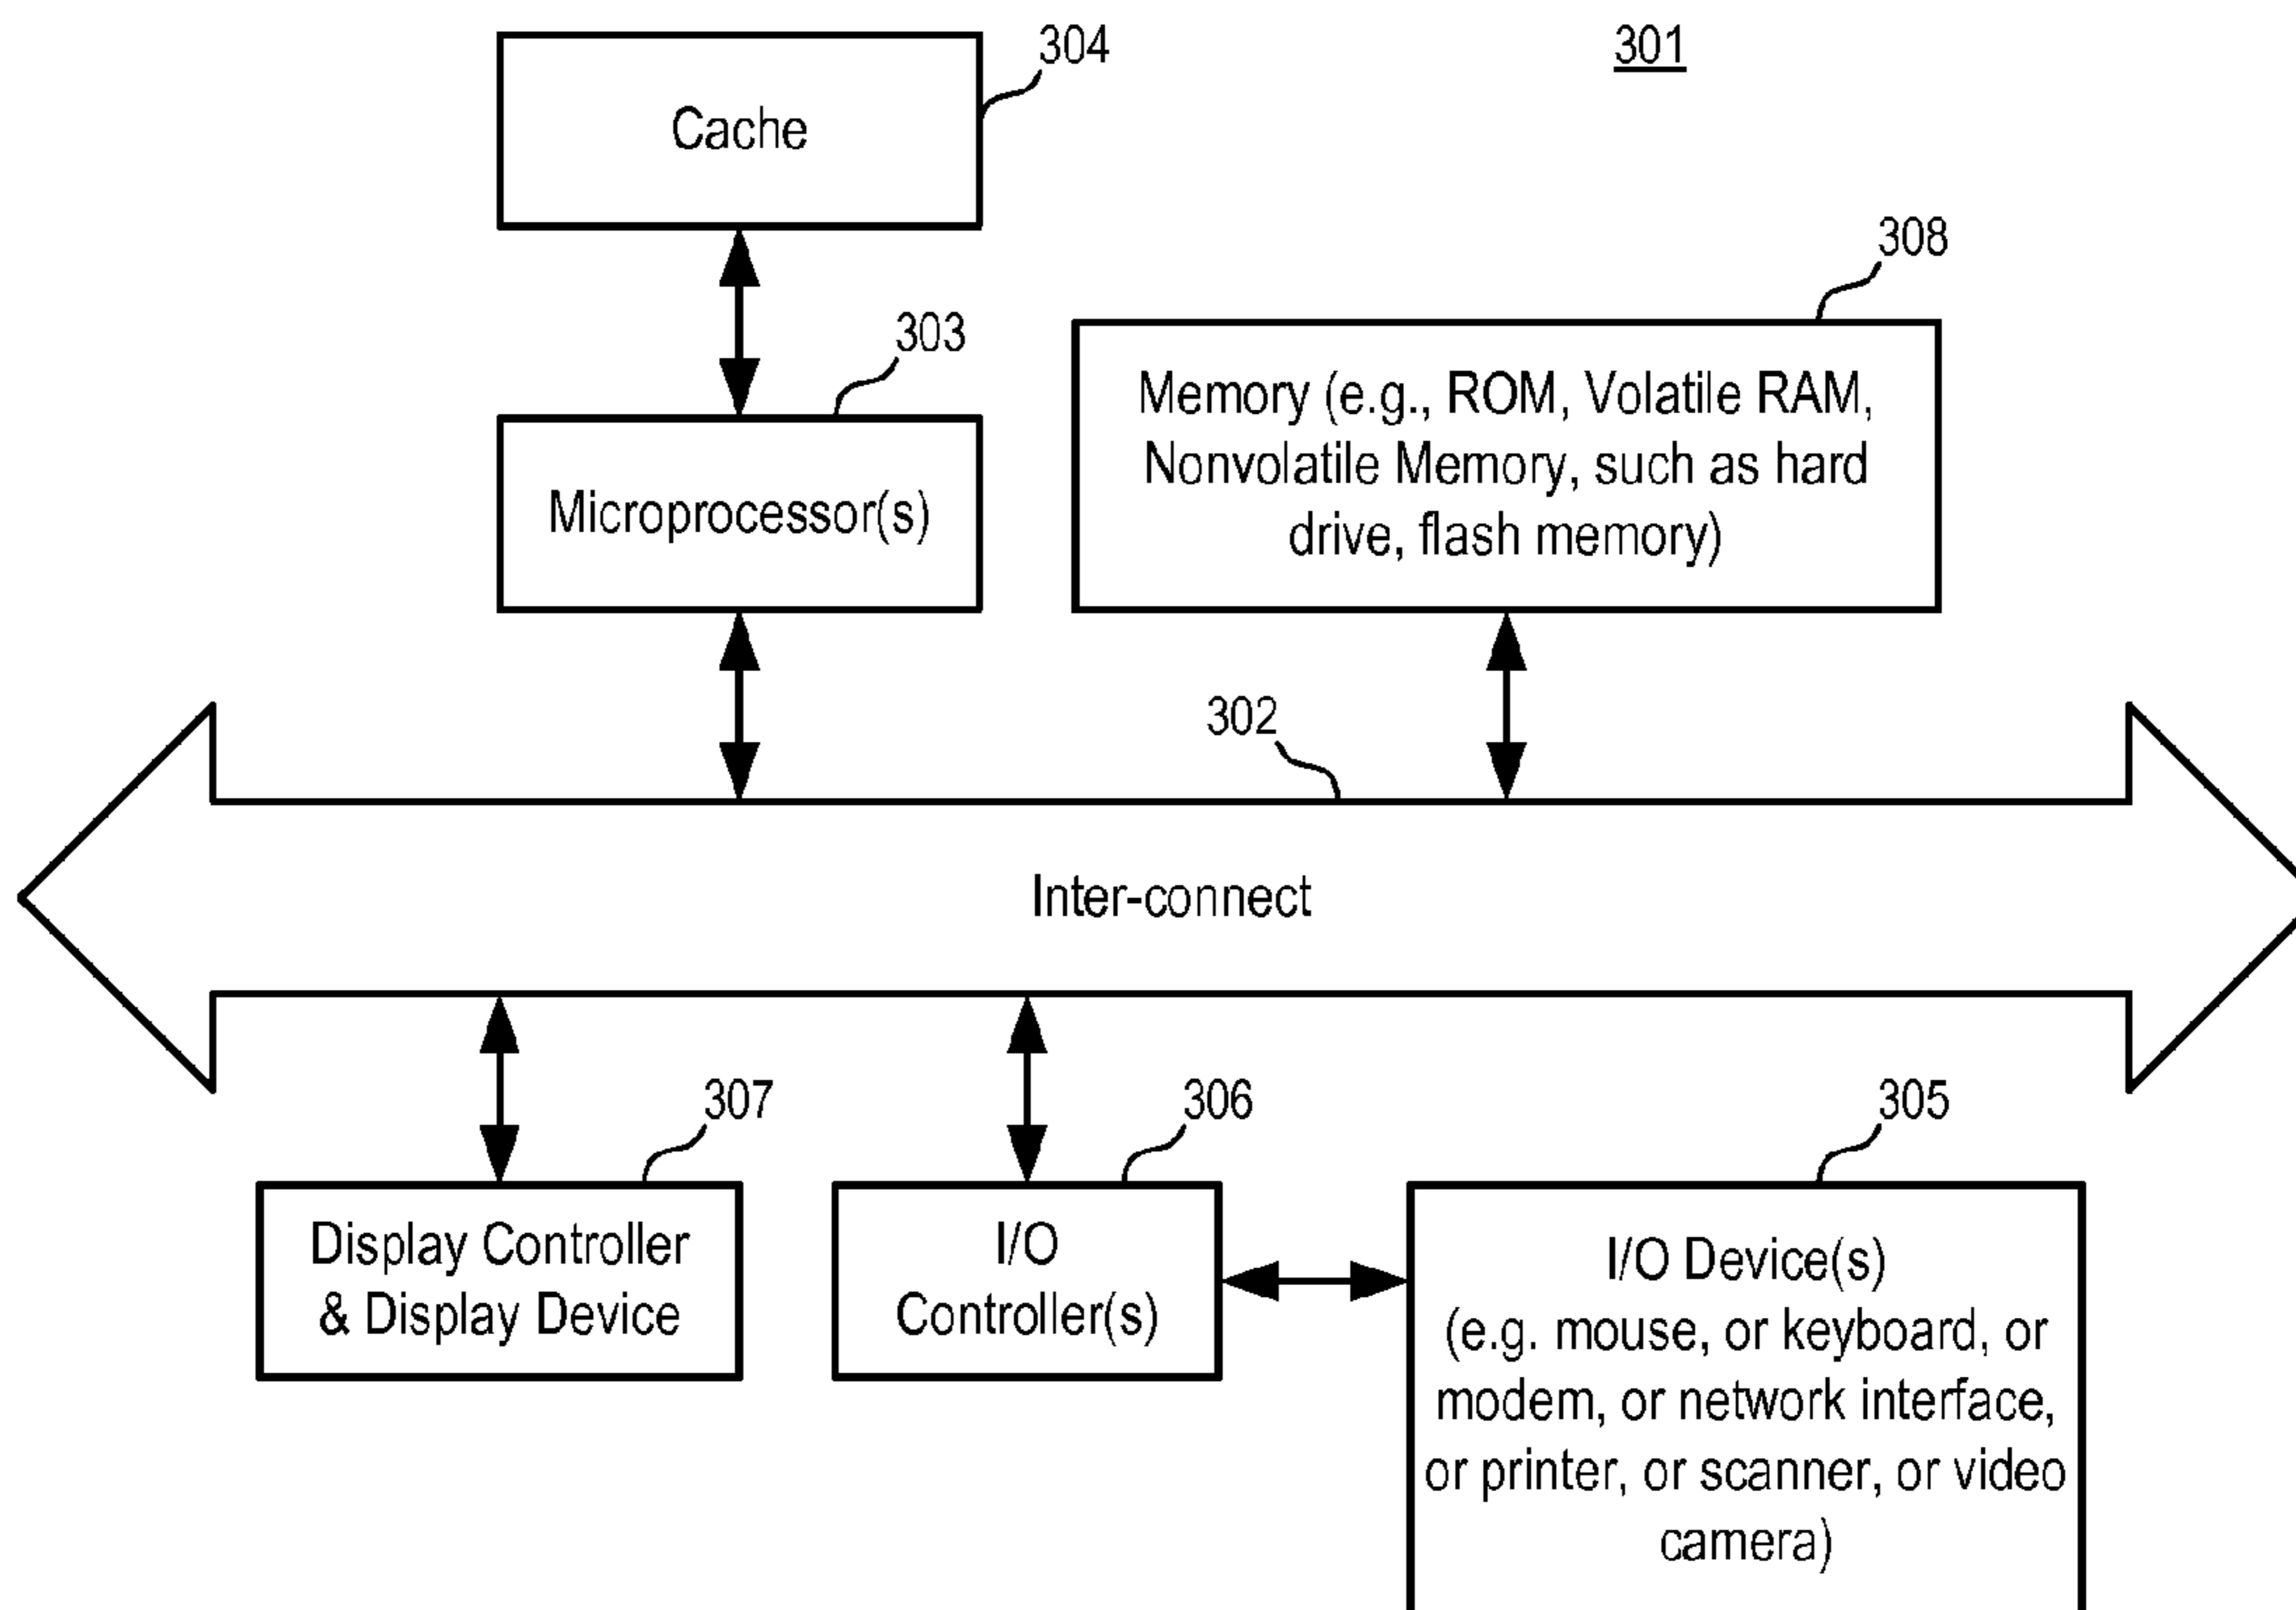 304
301
Cache
308
303
Memory (e.g., ROM, Volatile RAM,
Nonvolatile Memory, such as hard
drive, flash memory)
Microprocessor(s)
302
Inter-connect
307
306
305
Display Controller
& Display Device
I/O
Controller(s)
I/O Device(s)
(e.g. mouse, or keyboard, or
modem, or network interface,
or printer, or scanner, or video
camera)